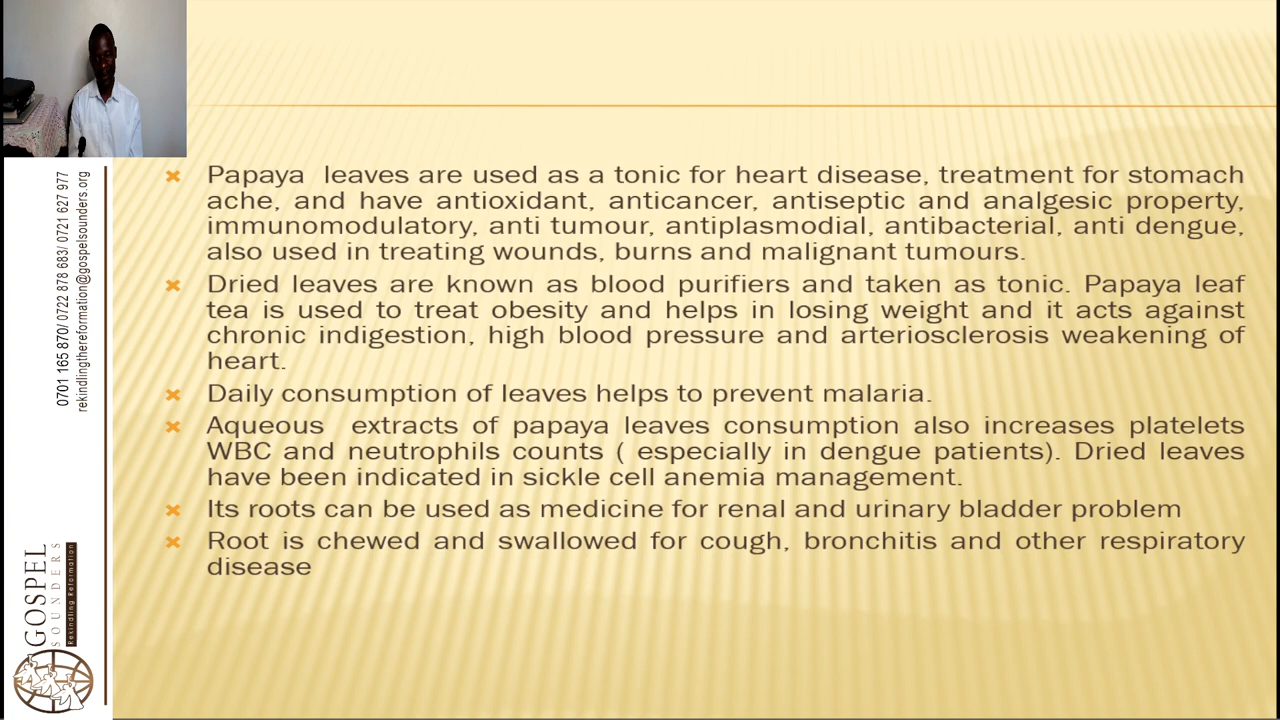 Papaya leaves are used as a tonic for heart disease, treatment for stomach
ache, and have antioxidant, anticancer, antiseptic and analgesic property,
immunomodulatory, anti tumour, antiplasmodial, antibacterial, anti dengue,
also used in treating wounds, burns and malignant tumours.
Dried leaves are known as blood purifiers and taken as tonic. Papaya leaf
tea is used to treat obesity and helps in losing weight and it acts against
chronic indigestion, high blood pressure and arteriosclerosis weakening of
heart.
Daily consumption of leaves helps to prevent malaria.
Aqueous extracts of papaya leaves consumption also increases platelets
WBC and neutrophils counts ( especially in dengue patients). Dried leaves
have been indicated in sickle cell anemia management.
Its roots can be used as medicine for renal and urinary bladder problem
Root is chewed and swallowed for cough, bronchitis and other respiratory
disease
0701 165 870/ 0722 878 683/ 0721 627 977
rekindlingthereformation@gospelsounders.org
GOSPEL
SOUNDERS
Rekindling Reformation